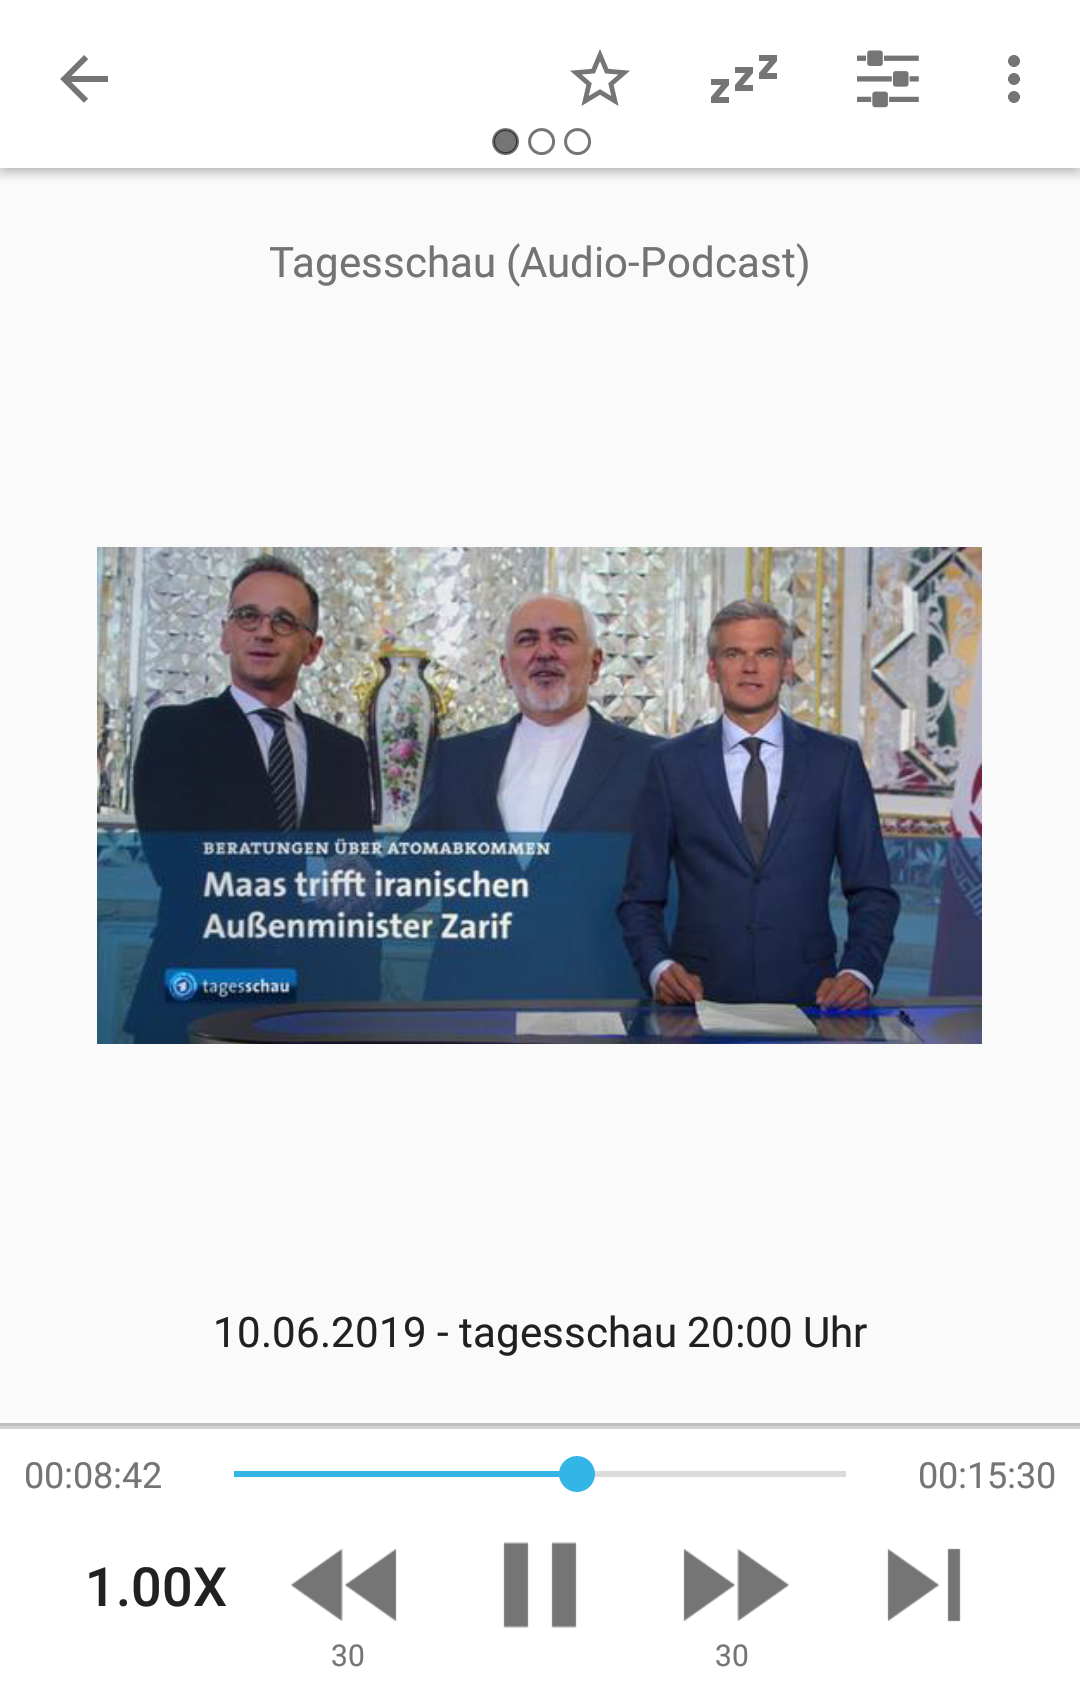 Tagesschau (Audio-Podcast)
BERATUNGEN ÜBER ATOMABKOMMEN
Maas trifft iranischen
Außenminister Zarif
tagesschau
10.06.2019 - tagesschau 20:00 Uhr
00:08:42
00:15:30
1.00X
30
30